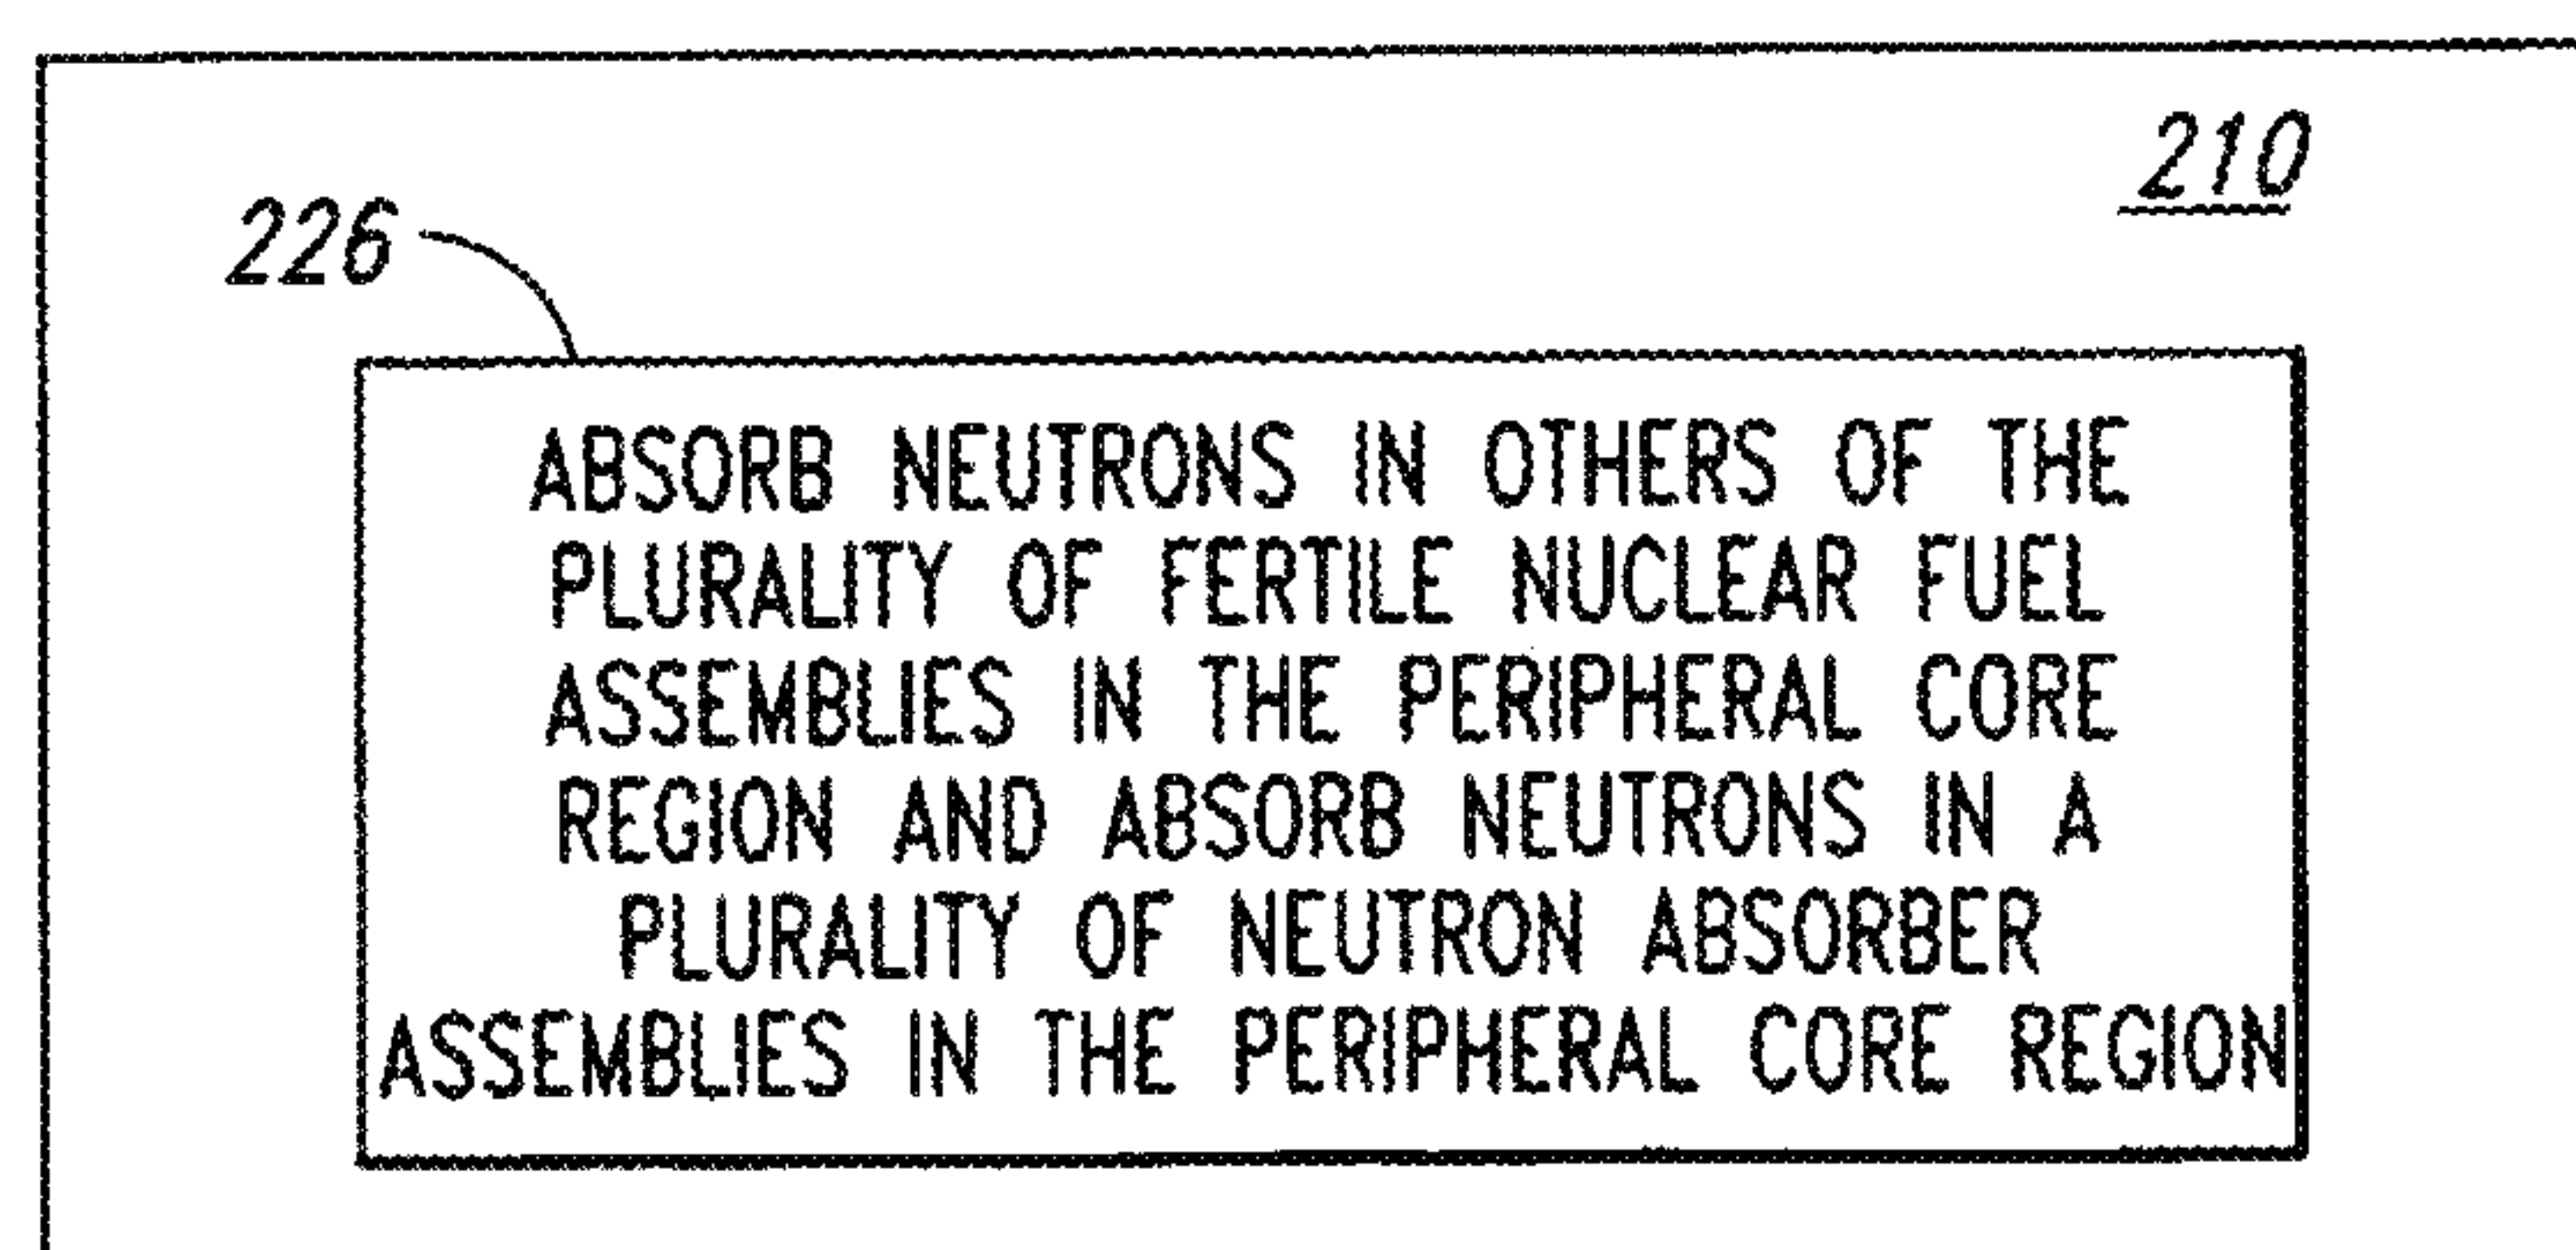 210
226
ABSORB NEUTRONS IN OTHERS OF THE
PLURALITY OF FERTILE NUCLEAR FUEL
ASSEMBLIES IN THE PERIPHERAL CORE
REGION AND ABSORB NEUTRONS IN A
PLURALITY OF NEUTRON ABSORBER
ASSEMBLIES IN THE PERIPHERAL CORE REGION